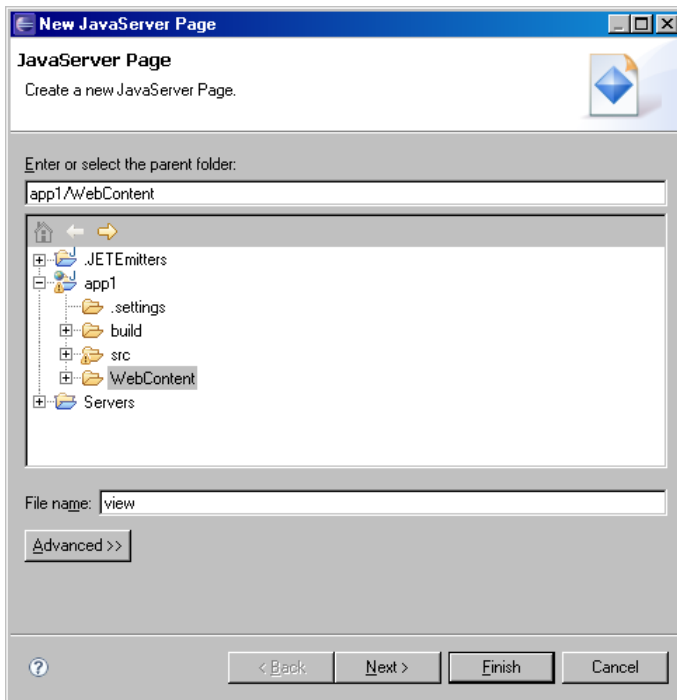 New JavaServer Page
JavaServer Page
Create a new JavaServer Page.
Enter or select the parent folder:
app1/WebContent
.JETEmitters
app1
.settings
build
src
WebContent
Servers
File name: view
Advanced >>
< Back Next > Finish Cancel